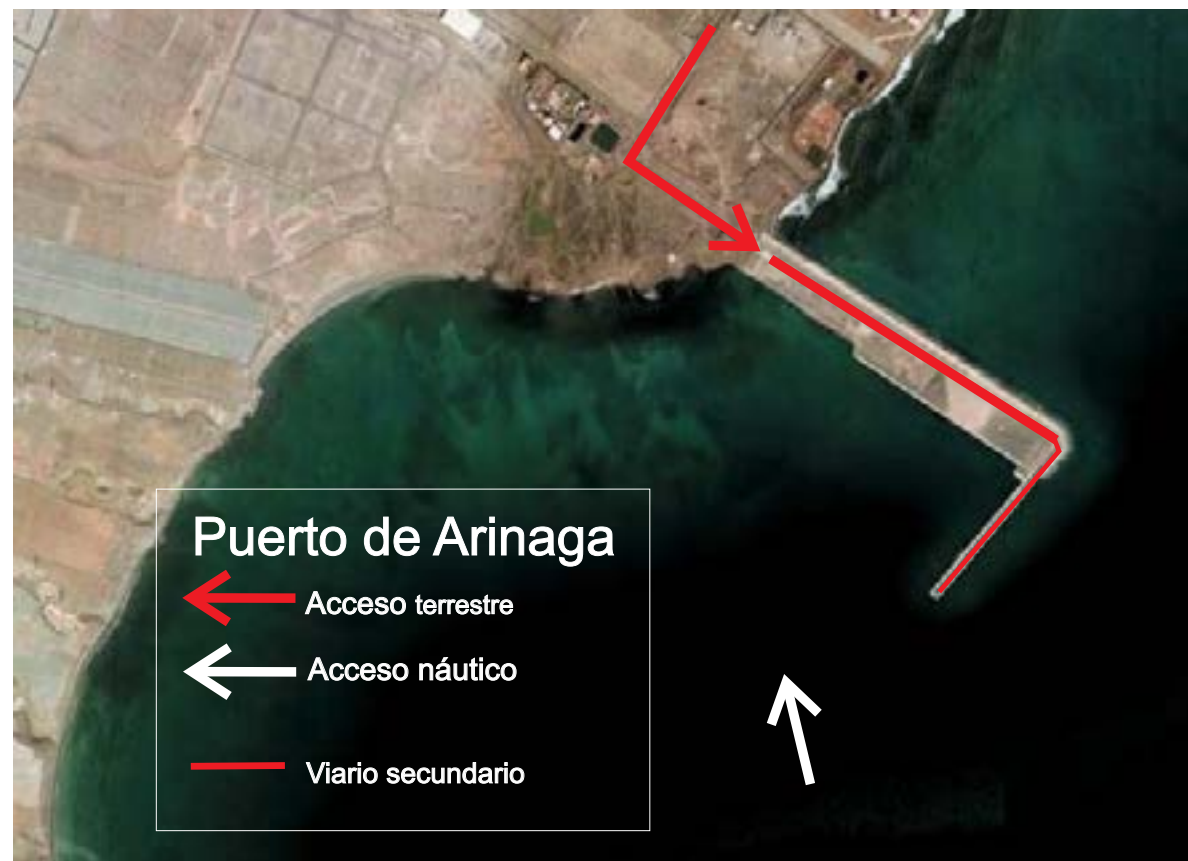 Puerto de Arinaga
Acceso terrestre
Acceso náutico
Viario secundario